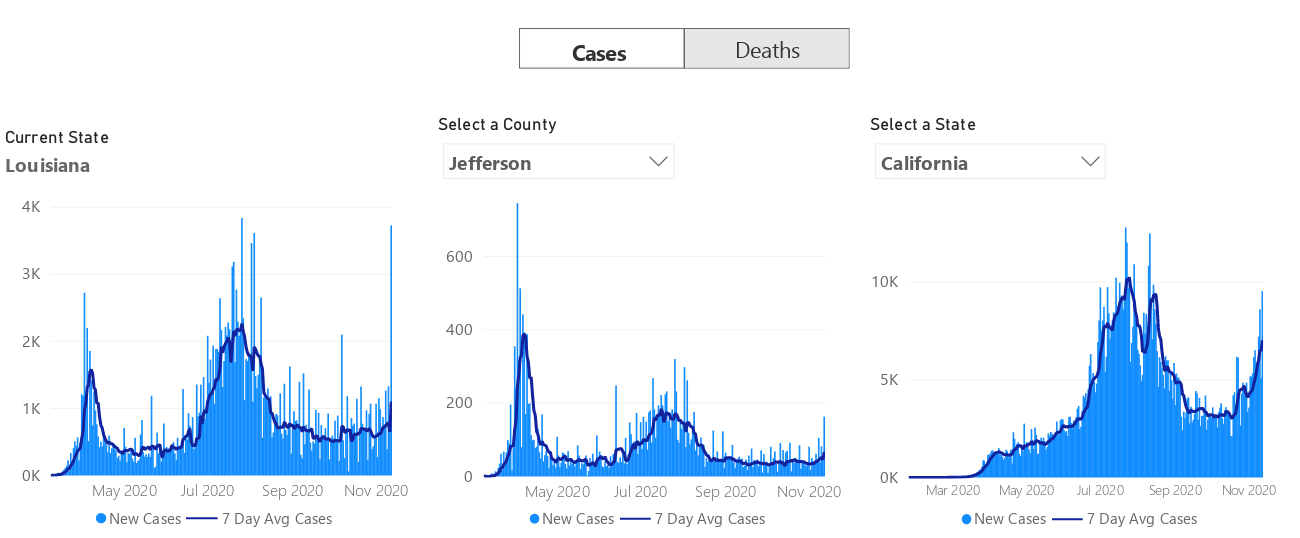 Cases Deaths
Current State
Louisiana
4K
3K
2K
1K
0K
May 2020 Jul 2020 Sep 2020 Nov 2020
New Cases 7 Day Avg Cases
Select a County
Jefferson
600
400
200
0
May 2020 Jul 2020 Sep 2020 Nov 2020
New Cases 7 Day Avg Cases
Select a State
California
10K
5K
0K
Mar 2020 May 2020 Jul 2020 Sep 2020 Nov 2020
New Cases 7 Day Avg Cases